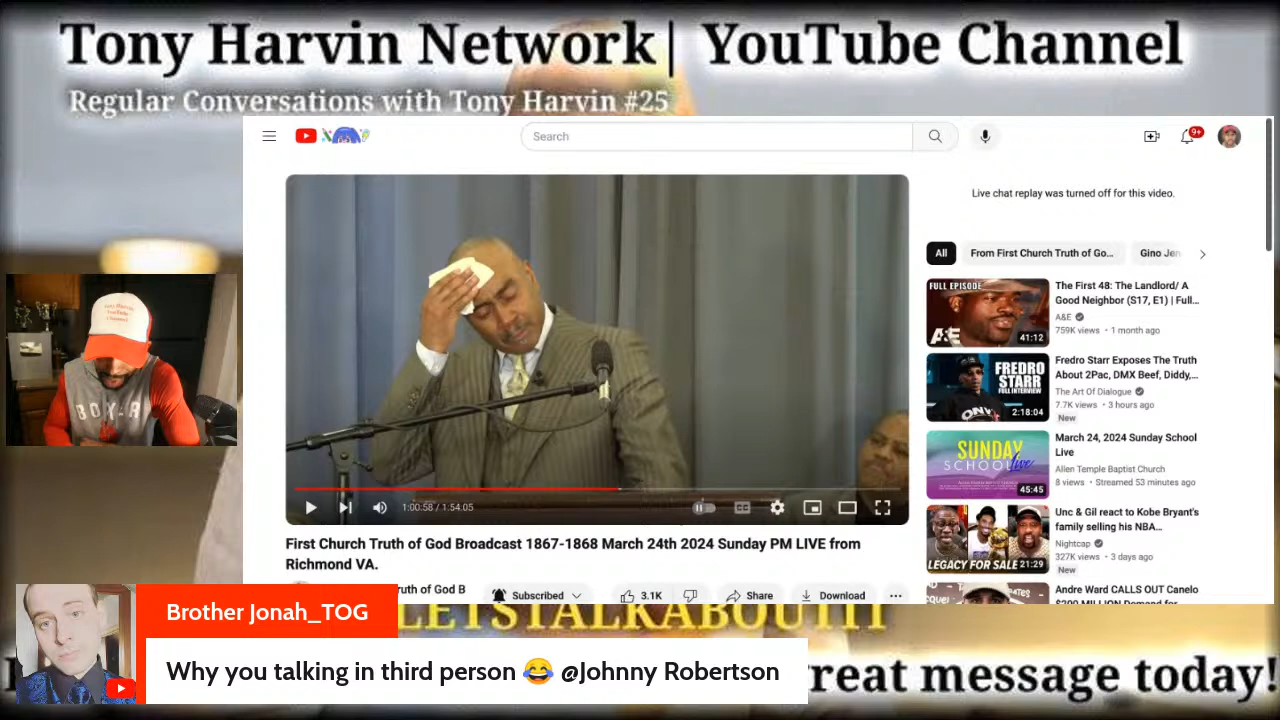 Tony Harvin Network| YouTube Channel
Regular Conversations with Tony Harvin #25
Search
9+
Live chat replay was turned off for this video.
All
From First Church Truth of Go...
Gino Jen
FULL EPISODE
A&E
41:12
The First 48: The Landlord/ A
Good Neighbor (S17, E1) | Full...
A&E
759K views • 1 month ago
FREDRO
STARR
FULL INTERVIEW
2:18:04
Fredro Starr Exposes The Truth
About 2Pac, DMX Beef, Diddy,...
The Art Of Dialogue
7.7K views • 3 hours ago
New
SUNDAY
SCHOOL Live
45:45
March 24, 2024 Sunday School
Live
Allen Temple Baptist Church
8 views • Streamed 53 minutes ago
LEGACY FOR SALE
21:29
Unc & Gil react to Kobe Bryant's
family selling his NBA...
Nightcap
327K views • 3 days ago
New
Andre Ward CALLS OUT Canelo
1:00:58 / 1:54:05
CC
First Church Truth of God Broadcast 1867-1868 March 24th 2024 Sunday PM LIVE from
Richmond VA.
ruth of God B
Subscribed
3.1K
Share
Download
LETSTALKABOUTIT
Brother Jonah_TOG
Why you talking in third person 😂 @Johnny Robertson
reat message today!